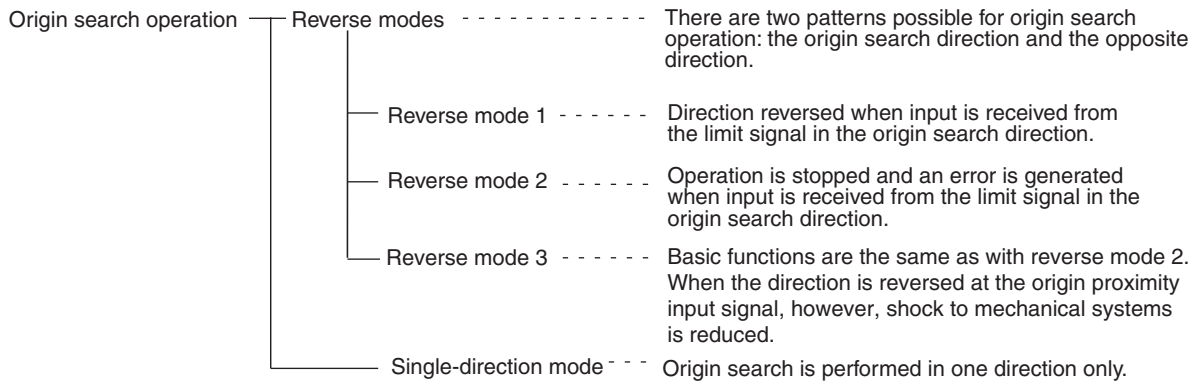 Origin search operation
Reverse modes
There are two patterns possible for origin search
operation: the origin search direction and the opposite
direction.
Reverse mode 1
Direction reversed when input is received from
the limit signal in the origin search direction.
Reverse mode 2
Operation is stopped and an error is generated
when input is received from the limit signal in the
origin search direction.
Reverse mode 3
Basic functions are the same as with reverse mode 2.
When the direction is reversed at the origin proximity
input signal, however, shock to mechanical systems
is reduced.
Single-direction mode
Origin search is performed in one direction only.